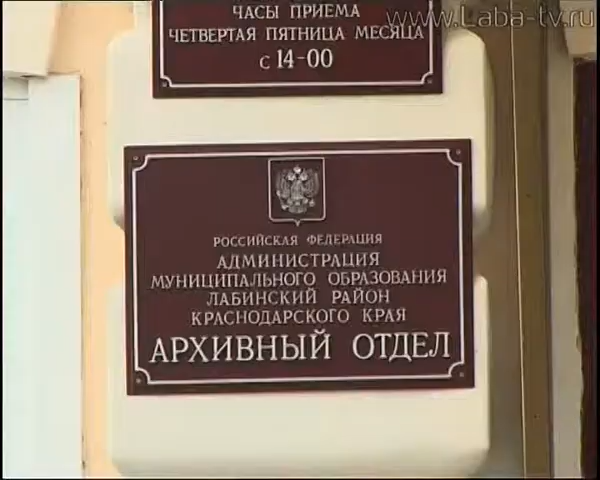 www.Laba-tv.ru
ЧАСЫ ПРИЕМА
ЧЕТВЕРТАЯ ПЯТНИЦА МЕСЯЦА
С 14-00
РОССИЙСКАЯ ФЕДЕРАЦИЯ
АДМИНИСТРАЦИЯ
МУНИЦИПАЛЬНОГО ОБРАЗОВАНИЯ
ЛАБИНСКИЙ РАЙОН
КРАСНОДАРСКОГО КРАЯ
АРХИВНЫЙ ОТДЕЛ